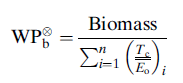 WP_b^⊗ = Biomass / ∑_{i=1}^{n} (T_c / E_o)_i